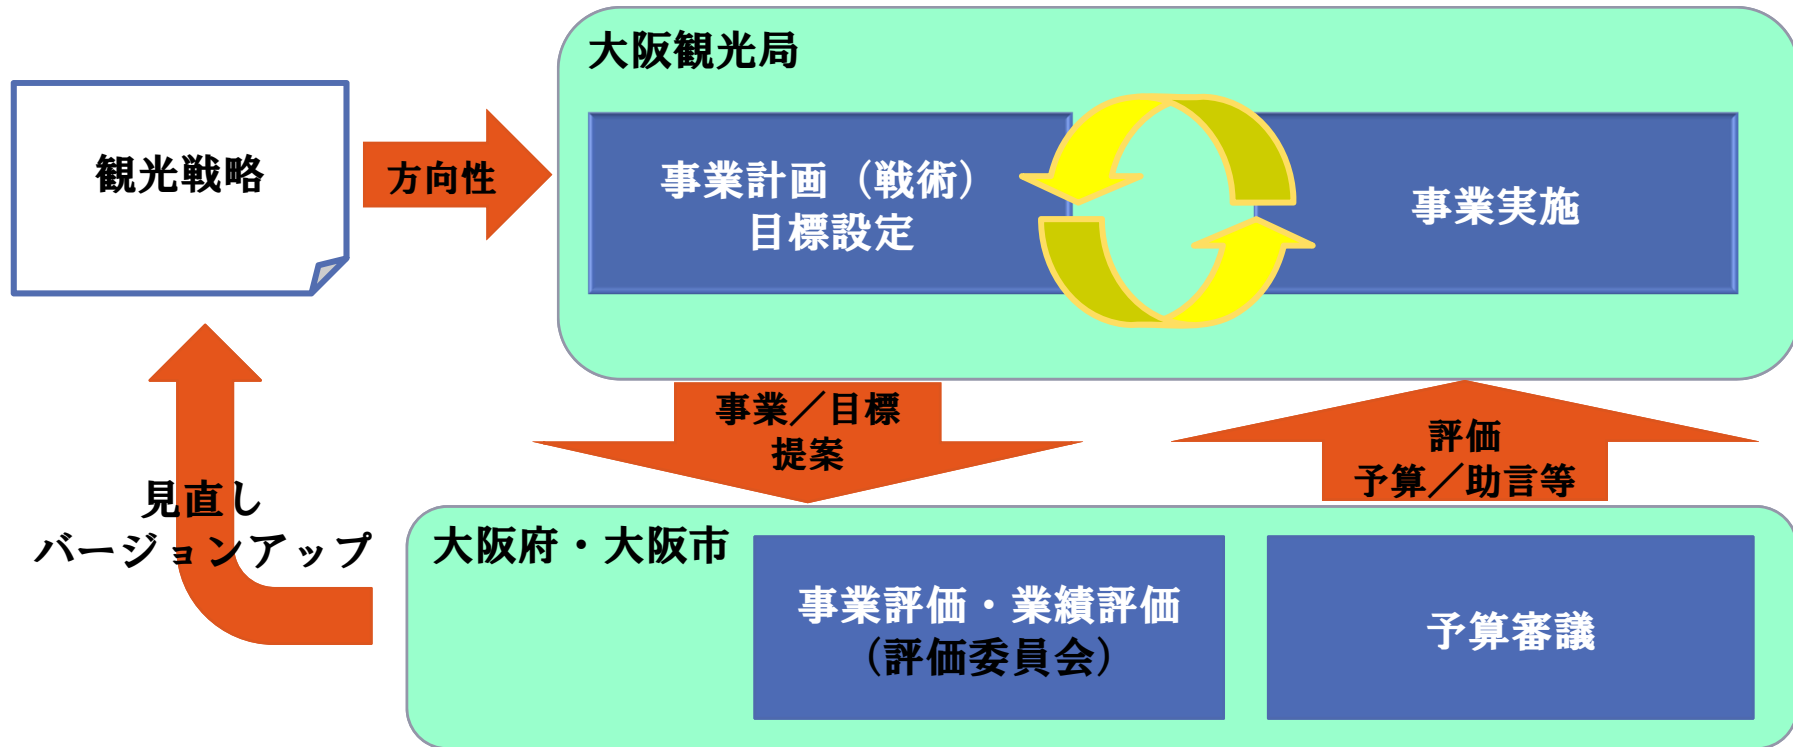 大阪観光局
観光戦略
方向性
事業計画（戦術）
目標設定
事業実施
事業／目標
提案
評価
予算／助言等
見直し
バージョンアップ
大阪府・大阪市
事業評価・業績評価
（評価委員会）
予算審議